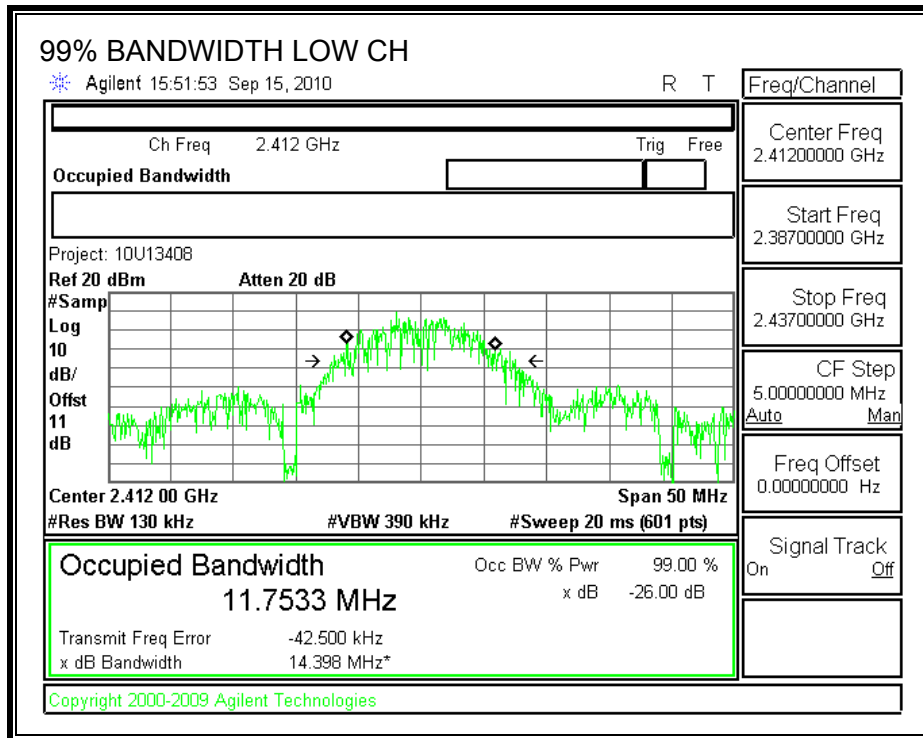 99% BANDWIDTH LOW CH
Agilent 15:51:53 Sep 15, 2010
R T
Ch Freq 2.412 GHz
Trig Free
Occupied Bandwidth
Project: 10U13408
Ref 20 dBm
Atten 20 dB
#Samp
Log
10
dB/
Offst
11
dB
Center 2.412 00 GHz
Span 50 MHz
#Res BW 130 kHz
#VBW 390 kHz
#Sweep 20 ms (601 pts)
Occupied Bandwidth
11.7533 MHz
Occ BW % Pwr 99.00 %
x dB -26.00 dB
Transmit Freq Error -42.500 kHz
x dB Bandwidth 14.398 MHz*
Copyright 2000-2009 Agilent Technologies
Freq/Channel
Center Freq
2.41200000 GHz
Start Freq
2.38700000 GHz
Stop Freq
2.43700000 GHz
CF Step
5.00000000 MHz
Auto Man
Freq Offset
0.00000000 Hz
Signal Track
On Off